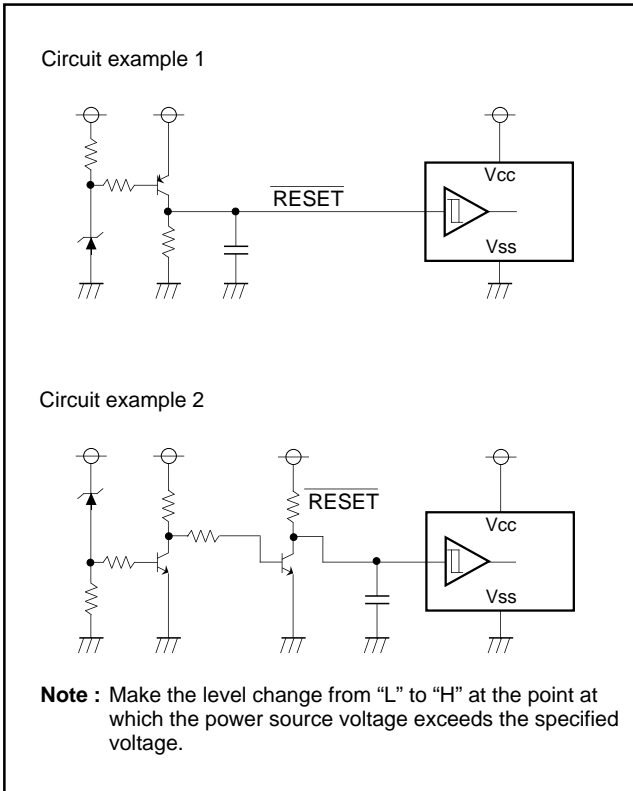 Circuit example 1
RESET
Vcc
Vss
Circuit example 2
RESET
Vcc
Vss
Note : Make the level change from “L” to “H” at the point at
which the power source voltage exceeds the specified
voltage.